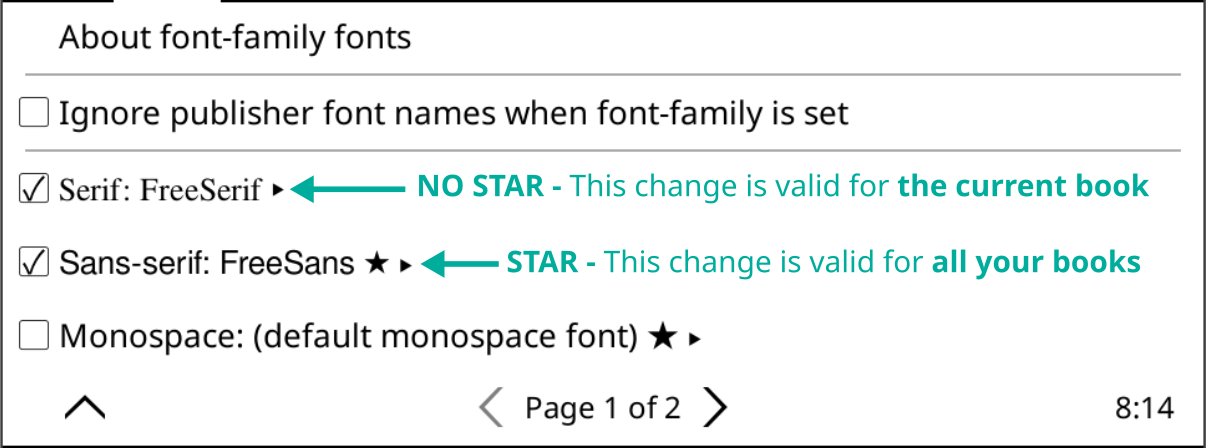 About font-family fonts
Ignore publisher font names when font-family is set
Serif: FreeSerif ▸ NO STAR - This change is valid for the current book
Sans-serif: FreeSans ★ ▸ STAR - This change is valid for all your books
Monospace: (default monospace font) ★ ▸
Page 1 of 2 8:14